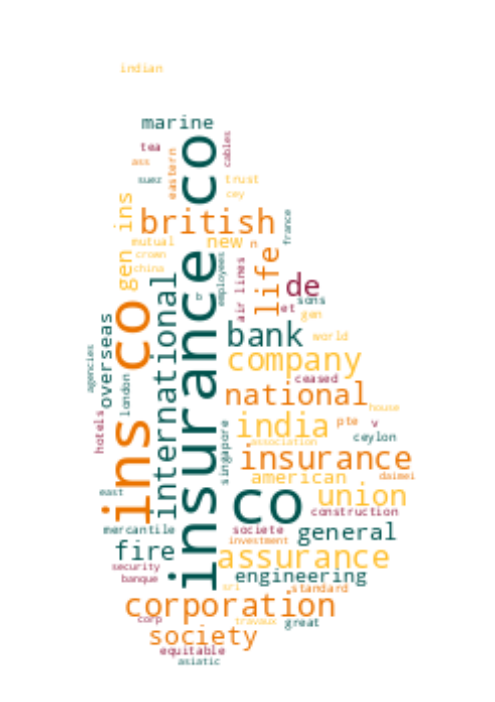 indian
marine
cables
tea
ass
eastern
suez
trust
cey
insurance co
gen ins
british
france
mutual
new
n
crown
china
life
employees
air lines
de
sons
et
gen
b
international
ins co
overseas
bank
world
agencies
company
london
ceased
national
house
hotels
india
pte
v
singapore
association
ceylon
insurance
american
daimei
east
co
union
construction
mercantile
societe
general
investment
fire
assurance
security
banque
engineering
sri
standard
corporation
corp
travaux
great
society
equitable
asiatic